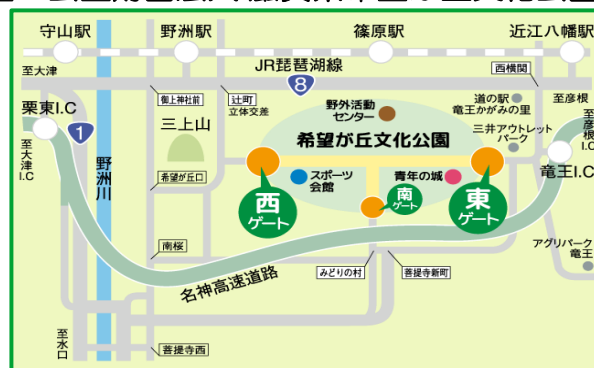 守山駅
野洲駅
篠原駅
近江八幡駅
至大津
JR琵琶湖線
8
西横関
御上神社前
辻町
立体交差
野外活動
センター
道の駅
竜王かがみの里
至彦根
栗東I.C
1
三上山
希望が丘文化公園
三井アウトレット
パーク
至彦根I.C
至大津I.C
野洲川
希望が丘口
西
ゲート
スポーツ
会館
青年の城
南
ゲート
東
ゲート
竜王I.C
南桜
名神高速道路
みどりの村
菩提寺新町
アグリパーク
竜王
至水口
菩提寺西